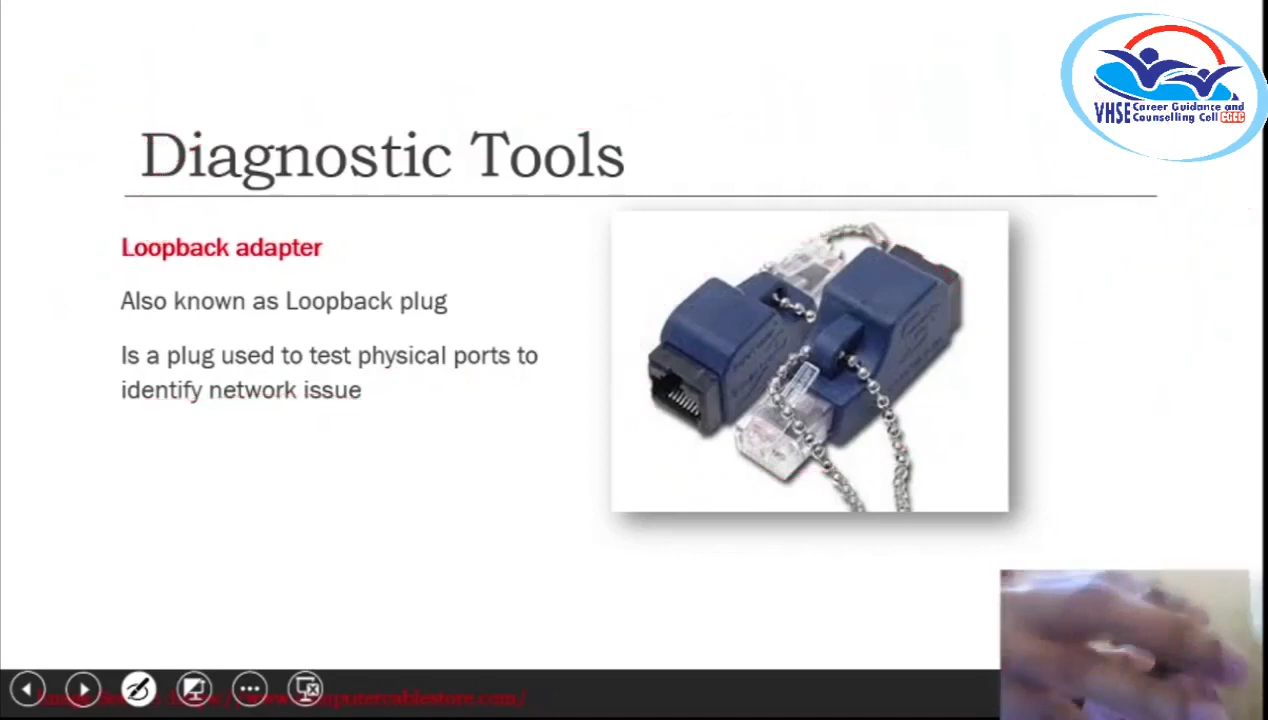 VHSE Career Guidance and
Counselling Cell CGCC
Diagnostic Tools
Loopback adapter
Also known as Loopback plug
Is a plug used to test physical ports to
identify network issue